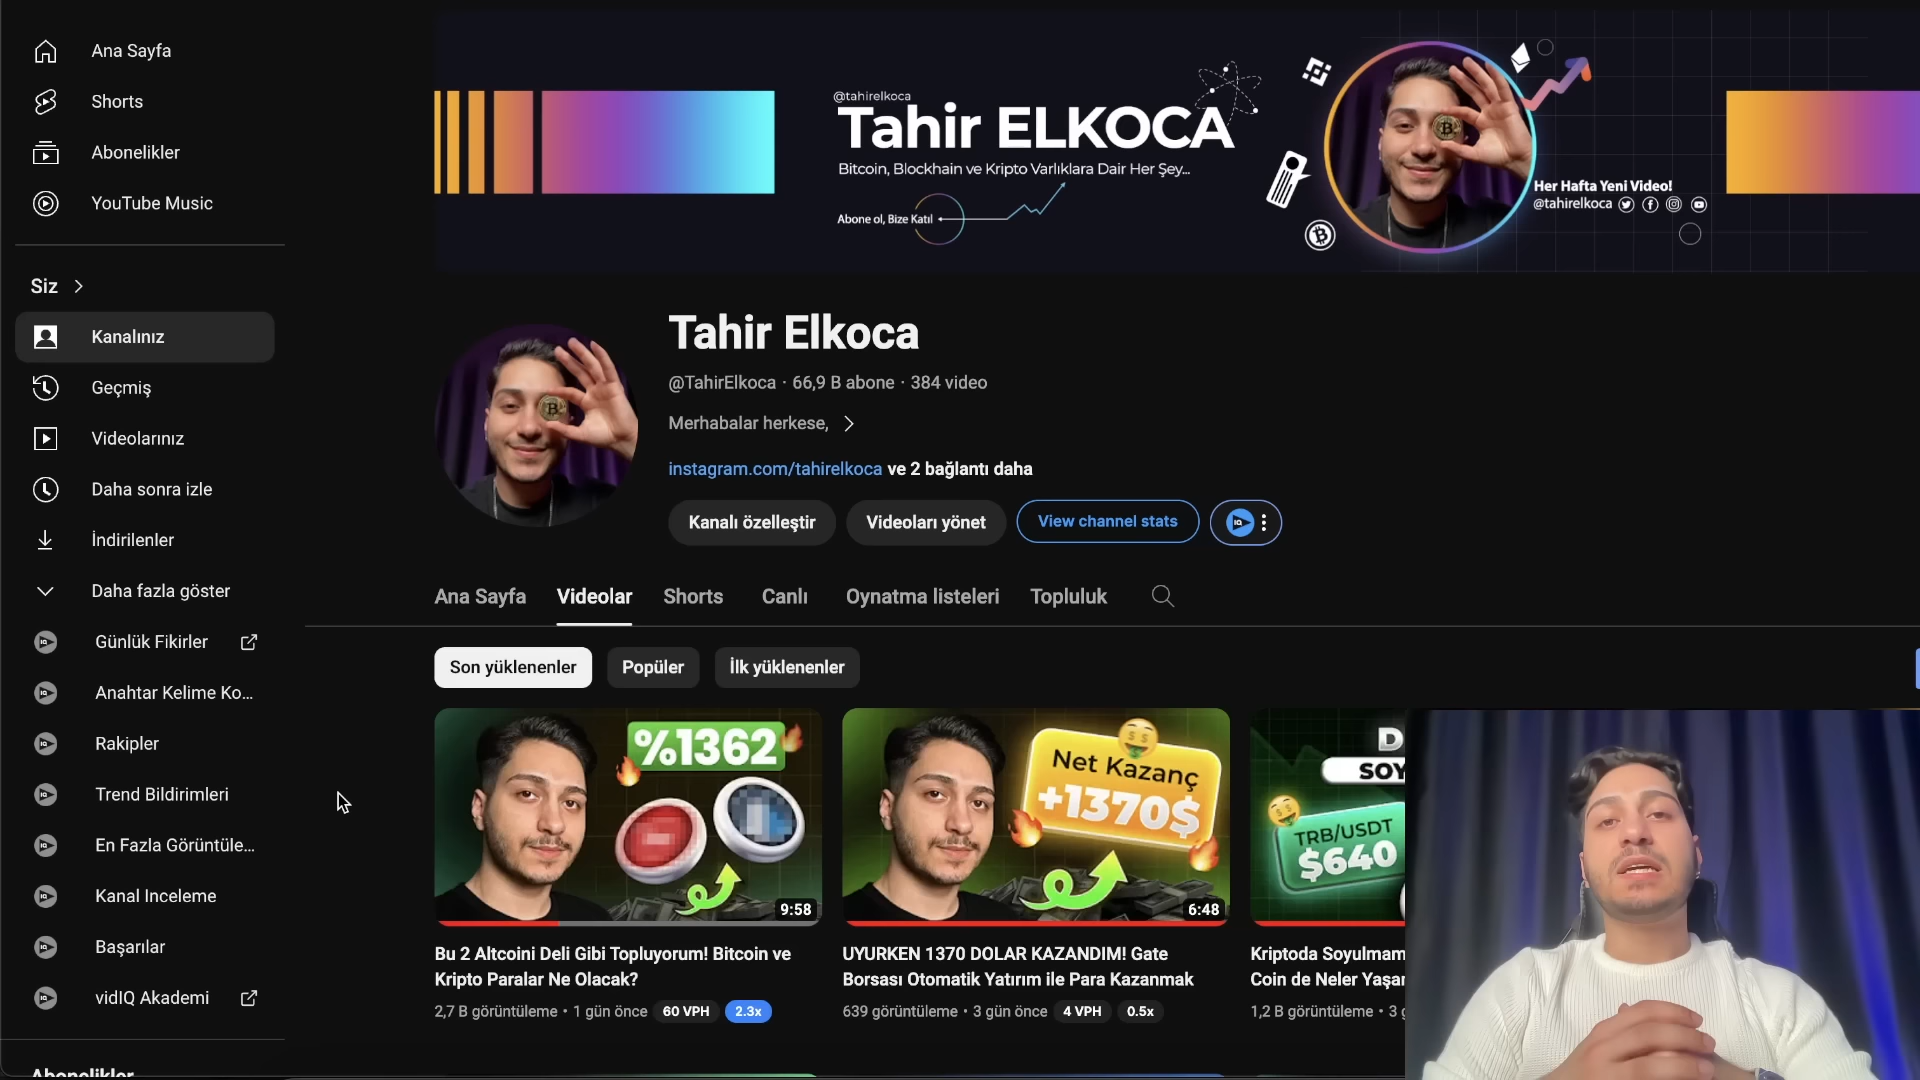 Ana Sayfa
Shorts
Abonelikler
YouTube Music
Siz
Kanalınız
Geçmiş
Videolarınız
Daha sonra izle
İndirilenler
Daha fazla göster
Günlük Fikirler
Anahtar Kelime Ko...
Rakipler
Trend Bildirimleri
En Fazla Görüntüle...
Kanal Inceleme
Başarılar
vidIQ Akademi
Abonelikler
@tahirelkoca
Tahir ELKOCA
Bitcoin, Blockhain ve Kripto Varlıklara Dair Her Şey...
Abone ol, Bize Katıl
Her Hafta Yeni Video!
@tahirelkoca
Tahir Elkoca
@TahirElkoca · 66,9 B abone · 384 video
Merhabalar herkese,
instagram.com/tahirelkoca ve 2 bağlantı daha
Kanalı özelleştir
Videoları yönet
View channel stats
Ana Sayfa
Videolar
Shorts
Canlı
Oynatma listeleri
Topluluk
Son yüklenenler
Popüler
İlk yüklenenler
%1362
9:58
Bu 2 Altcoini Deli Gibi Topluyorum! Bitcoin ve
Kripto Paralar Ne Olacak?
2,7 B görüntüleme • 1 gün önce 60 VPH 2.3x
Net Kazanç
+1370$
6:48
UYURKEN 1370 DOLAR KAZANDIM! Gate
Borsası Otomatik Yatırım ile Para Kazanmak
639 görüntüleme • 3 gün önce 4 VPH 0.5x
D
SOY
TRB/USDT
$640
Kriptoda Soyulmam
Coin de Neler Yaşar
1,2 B görüntüleme • 3 g